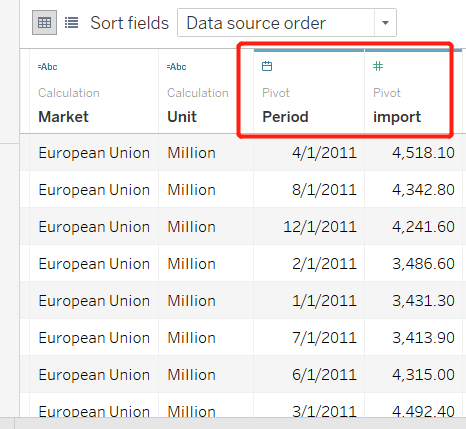 Sort fields Data source order
=Abc =Abc #
Calculation Calculation Pivot Pivot
Market Unit Period import
European Union Million 4/1/2011 4,518.10
European Union Million 8/1/2011 4,342.80
European Union Million 12/1/2011 4,241.60
European Union Million 2/1/2011 3,486.60
European Union Million 1/1/2011 3,431.30
European Union Million 7/1/2011 3,413.90
European Union Million 6/1/2011 4,315.00
European Union Million 3/1/2011 4,492.40